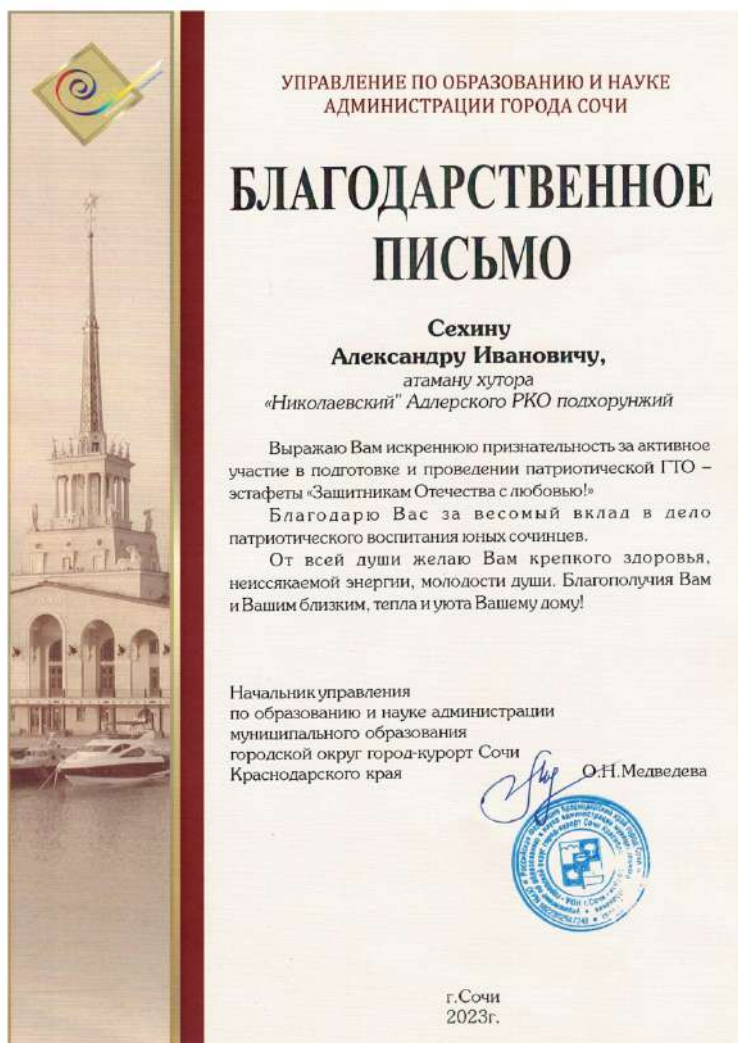 УПРАВЛЕНИЕ ПО ОБРАЗОВАНИЮ И НАУКЕ
АДМИНИСТРАЦИИ ГОРОДА СОЧИ
БЛАГОДАРСТВЕННОЕ
ПИСЬМО
Сехину
Александру Ивановичу,
атаману хутора
«Николаевский" Адлерского РКО подхорунжий
Выражаю Вам искреннюю признательность за активное
участие в подготовке и проведении патриотической ГТО –
эстафеты «Защитникам Отечества с любовью!»
Благодарю Вас за весомый вклад в дело
патриотического воспитания юных сочинцев.
От всей души желаю Вам крепкого здоровья,
неиссякаемой энергии, молодости души. Благополучия Вам
и Вашим близким, тепла и уюта Вашему дому!
Начальник управления
по образованию и науке администрации
муниципального образования
городской округ город-курорт Сочи
Краснодарского края
О.Н.Медведева
г.Сочи
2023г.